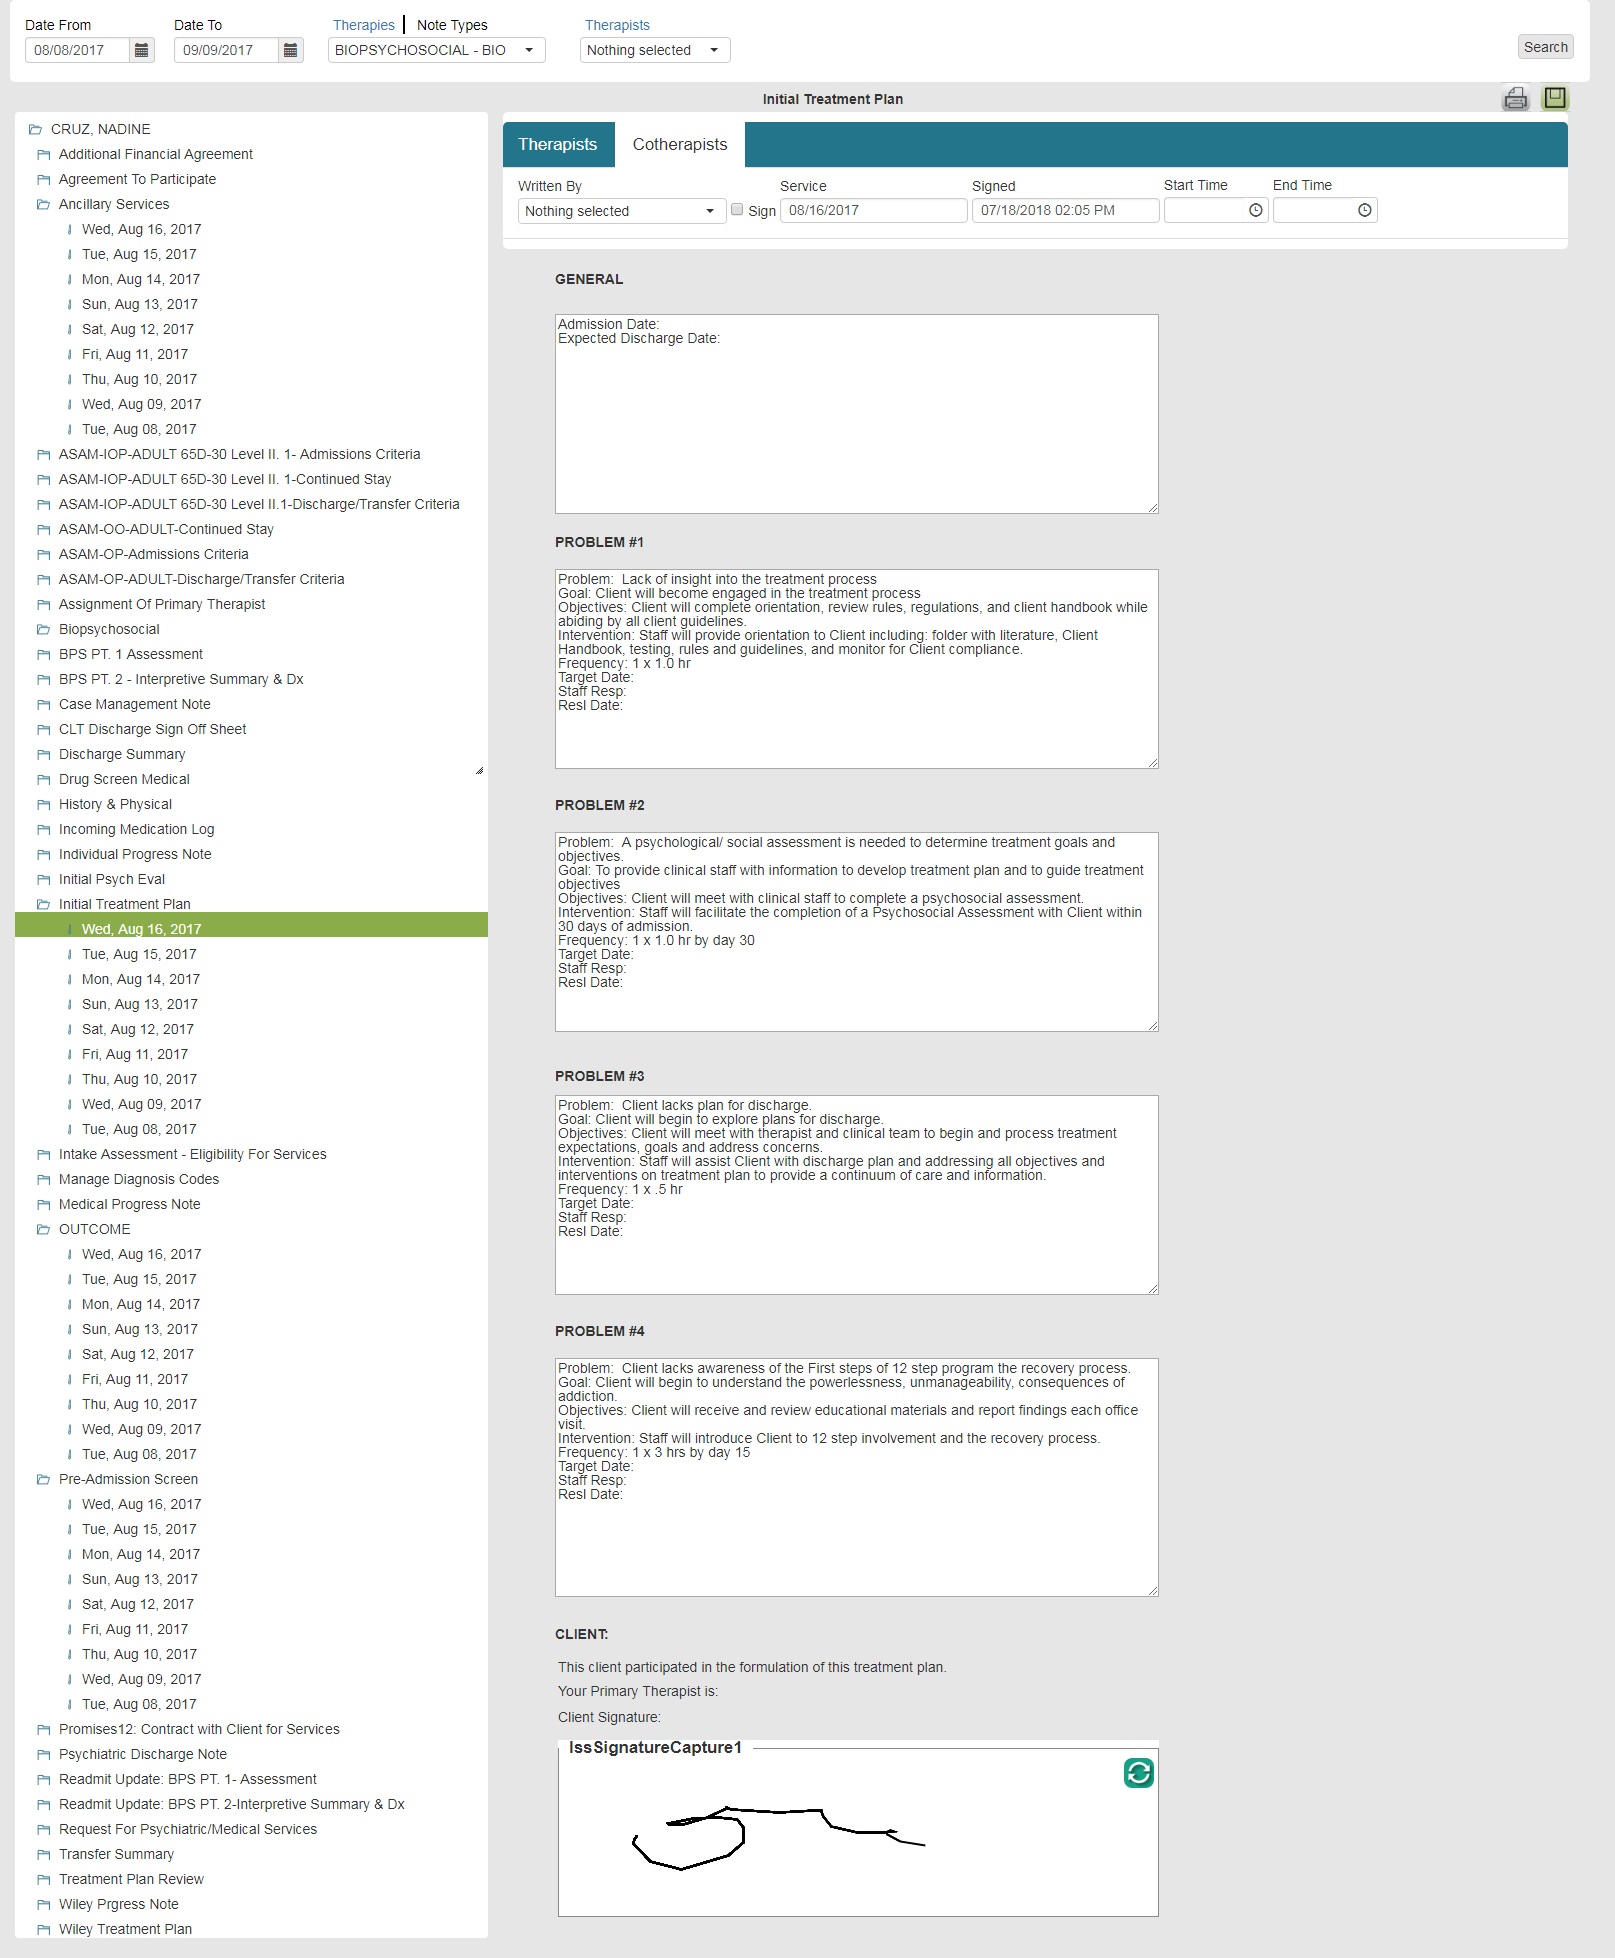 Date From
Date To
Therapies | Note Types
Therapists
08/08/2017
09/09/2017
BIOPSYCHOSOCIAL - BIO
Nothing selected
Search
Initial Treatment Plan
CRUZ, NADINE
Additional Financial Agreement
Agreement To Participate
Ancillary Services
Wed, Aug 16, 2017
Tue, Aug 15, 2017
Mon, Aug 14, 2017
Sun, Aug 13, 2017
Sat, Aug 12, 2017
Fri, Aug 11, 2017
Thu, Aug 10, 2017
Wed, Aug 09, 2017
Tue, Aug 08, 2017
ASAM-IOP-ADULT 65D-30 Level II. 1- Admissions Criteria
ASAM-IOP-ADULT 65D-30 Level II. 1-Continued Stay
ASAM-IOP-ADULT 65D-30 Level II.1-Discharge/Transfer Criteria
ASAM-OO-ADULT-Continued Stay
ASAM-OP-Admissions Criteria
ASAM-OP-ADULT-Discharge/Transfer Criteria
Assignment Of Primary Therapist
Biopsychosocial
BPS PT. 1 Assessment
BPS PT. 2 - Interpretive Summary & Dx
Case Management Note
CLT Discharge Sign Off Sheet
Discharge Summary
Drug Screen Medical
History & Physical
Incoming Medication Log
Individual Progress Note
Initial Psych Eval
Initial Treatment Plan
Wed, Aug 16, 2017
Tue, Aug 15, 2017
Mon, Aug 14, 2017
Sun, Aug 13, 2017
Sat, Aug 12, 2017
Fri, Aug 11, 2017
Thu, Aug 10, 2017
Wed, Aug 09, 2017
Tue, Aug 08, 2017
Intake Assessment - Eligibility For Services
Manage Diagnosis Codes
Medical Progress Note
OUTCOME
Wed, Aug 16, 2017
Tue, Aug 15, 2017
Mon, Aug 14, 2017
Sun, Aug 13, 2017
Sat, Aug 12, 2017
Fri, Aug 11, 2017
Thu, Aug 10, 2017
Wed, Aug 09, 2017
Tue, Aug 08, 2017
Pre-Admission Screen
Wed, Aug 16, 2017
Tue, Aug 15, 2017
Mon, Aug 14, 2017
Sun, Aug 13, 2017
Sat, Aug 12, 2017
Fri, Aug 11, 2017
Thu, Aug 10, 2017
Wed, Aug 09, 2017
Tue, Aug 08, 2017
Promises12: Contract with Client for Services
Psychiatric Discharge Note
Readmit Update: BPS PT. 1- Assessment
Readmit Update: BPS PT. 2-Interpretive Summary & Dx
Request For Psychiatric/Medical Services
Transfer Summary
Treatment Plan Review
Wiley Prgress Note
Wiley Treatment Plan
Therapists
Cotherapists
Written By
Service
Signed
Start Time
End Time
Nothing selected
Sign
08/16/2017
07/18/2018 02:05 PM
GENERAL
Admission Date:
Expected Discharge Date:
PROBLEM #1
Problem:  Lack of insight into the treatment process
Goal: Client will become engaged in the treatment process
Objectives: Client will complete orientation, review rules, regulations, and client handbook while
abiding by all client guidelines.
Intervention: Staff will provide orientation to Client including: folder with literature, Client
Handbook, testing, rules and guidelines, and monitor for Client compliance.
Frequency: 1 x 1.0 hr
Target Date:
Staff Resp:
Resl Date:
PROBLEM #2
Problem:  A psychological/ social assessment is needed to determine treatment goals and
objectives.
Goal: To provide clinical staff with information to develop treatment plan and to guide treatment
objectives
Objectives: Client will meet with clinical staff to complete a psychosocial assessment.
Intervention: Staff will facilitate the completion of a Psychosocial Assessment with Client within
30 days of admission.
Frequency: 1 x 1.0 hr by day 30
Target Date:
Staff Resp:
Resl Date:
PROBLEM #3
Problem:  Client lacks plan for discharge.
Goal: Client will begin to explore plans for discharge.
Objectives: Client will meet with therapist and clinical team to begin and process treatment
expectations, goals and address concerns.
Intervention: Staff will assist Client with discharge plan and addressing all objectives and
interventions on treatment plan to provide a continuum of care and information.
Frequency: 1 x .5 hr
Target Date:
Staff Resp:
Resl Date:
PROBLEM #4
Problem:  Client lacks awareness of the First steps of 12 step program the recovery process.
Goal: Client will begin to understand the powerlessness, unmanageability, consequences of
addiction.
Objectives: Client will receive and review educational materials and report findings each office
visit.
Intervention: Staff will introduce Client to 12 step involvement and the recovery process.
Frequency: 1 x 3 hrs by day 15
Target Date:
Staff Resp:
Resl Date:
CLIENT:
This client participated in the formulation of this treatment plan.
Your Primary Therapist is:
Client Signature:
IssSignatureCapture1